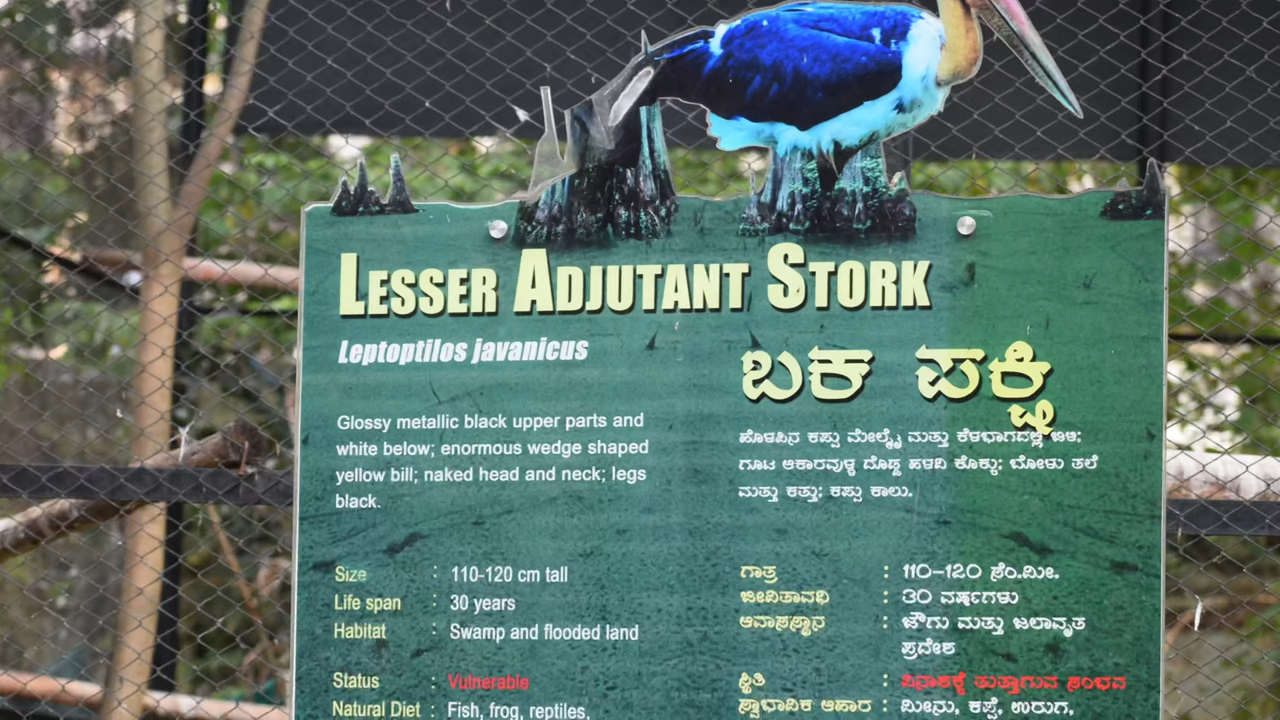 LESSER ADJUTANT STORK
Leptoptilos javanicus
ಬಕ ಪಕ್ಷಿ
Glossy metallic black upper parts and
white below; enormous wedge shaped
yellow bill; naked head and neck; legs
black.
ಹೊಳಪಿನ ಕಪ್ಪು ಮೇಲ್ಮೈ ಮತ್ತು ಕೆಳಭಾಗದಲ್ಲಿ ಬಿಳಿ;
ಗೂಟ ಆಕಾರವುಳ್ಳ ದೊಡ್ಡ ಹಳದಿ ಕೊಕ್ಕು; ಬೋಳು ತಲೆ
ಮತ್ತು ಕತ್ತು; ಕಪ್ಪು ಕಾಲು.
Size : 110-120 cm tall
Life span : 30 years
Habitat : Swamp and flooded land
Status : Vulnerable
Natural Diet : Fish, frog, reptiles,
ಗಾತ್ರ : 110-120 ಸೆಂ.ಮೀ.
ಜೀವಿತಾವಧಿ : 30 ವರ್ಷಗಳು
ಆವಾಸಸ್ಥಾನ : ಜೌಗು ಮತ್ತು ಜಲಾವೃತ
ಪ್ರದೇಶ
ಸ್ಥಿತಿ : ವಿನಾಶಕ್ಕೆ ತುತ್ತಾಗುವ ಸಂಭವ
ಸ್ವಾಭಾವಿಕ ಆಹಾರ : ಮೀನು, ಕಪ್ಪೆ, ಉರುಗ,